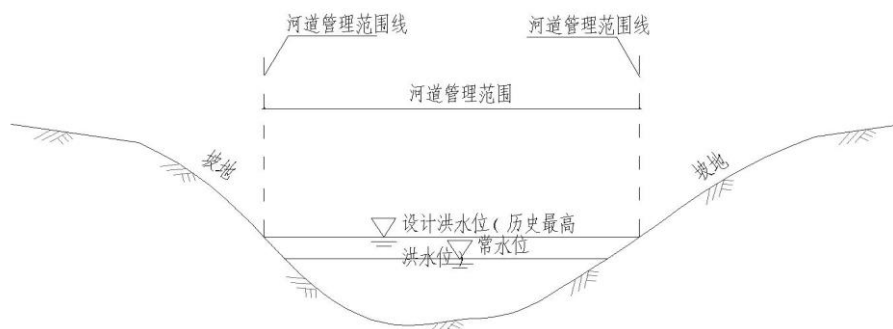 河道管理范围线
河道管理范围线
河道管理范围
坡地
坡地
设计洪水位(历史最高
常水位
洪水位)